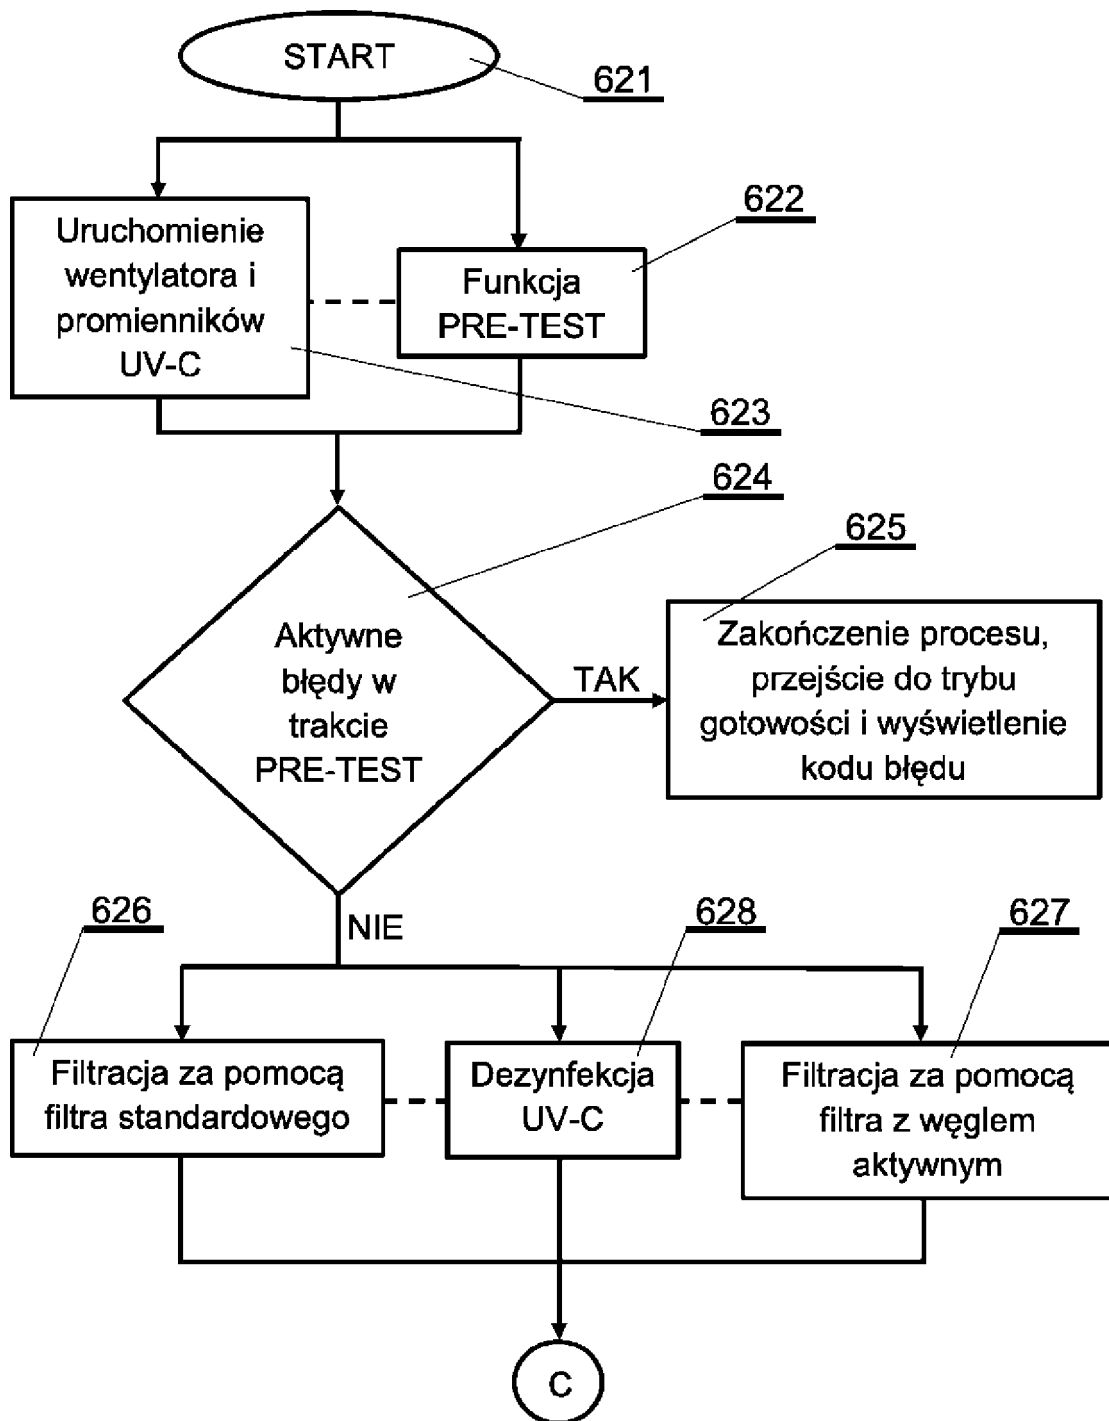 START
621
Uruchomienie
wentylatora i
promienników
UV-C
622
Funkcja
PRE-TEST
623
624
625
Aktywne
błędy w
trakcie
PRE-TEST
TAK
Zakończenie procesu,
przejście do trybu
gotowości i wyświetlenie
kodu błędu
NIE
626
628
627
Filtracja za pomocą
filtra standardowego
Dezynfekcja
UV-C
Filtracja za pomocą
filtra z węglem
aktywnym
C